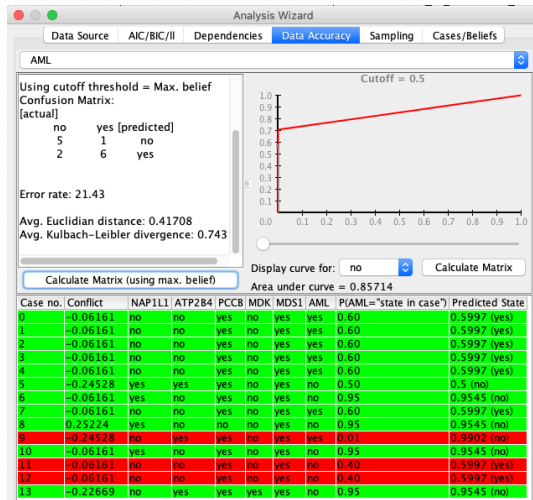 Analysis Wizard
Data Source AIC/BIC/ll Dependencies Data Accuracy Sampling Cases/Beliefs
AML
Using cutoff threshold = Max. belief
Confusion Matrix:
[actual]
no yes [predicted]
5 1 no
2 6 yes
Error rate: 21.43
Avg. Euclidian distance: 0.41708
Avg. Kulbach-Leibler divergence: 0.743
Calculate Matrix (using max. belief)
Cutoff = 0.5
1.0
0.9
0.8
0.7
0.6
0.5
0.4
0.3
0.2
0.1
0.0 0.1 0.2 0.3 0.4 0.5 0.6 0.7 0.8 0.9 1.0
Display curve for: no Calculate Matrix
Area under curve = 0.85714
Case no. Conflict NAP1L1 ATP2B4 PCCB MDK MDS1 AML P(AML="state in case") Predicted State
0 -0.06161 no no yes no yes yes 0.60 0.5997 (yes)
1 -0.06161 no no yes no yes yes 0.60 0.5997 (yes)
2 -0.06161 no no yes no yes yes 0.60 0.5997 (yes)
3 -0.06161 no no yes no yes yes 0.60 0.5997 (yes)
4 -0.06161 no no yes no yes yes 0.60 0.5997 (yes)
5 -0.24528 yes yes yes no yes no 0.50 0.5 (no)
6 -0.06161 yes no yes no yes no 0.95 0.9545 (no)
7 -0.06161 no no yes no yes yes 0.60 0.5997 (yes)
8 0.25224 yes no no no yes no 0.95 0.9545 (no)
9 -0.24528 no yes yes no yes yes 0.01 0.9902 (no)
10 -0.06161 yes no yes no yes no 0.95 0.9545 (no)
11 -0.06161 no no yes no yes no 0.40 0.5997 (yes)
12 -0.06161 no no yes no yes no 0.40 0.5997 (yes)
13 -0.22669 no yes yes yes yes no 0.95 0.9545 (no)